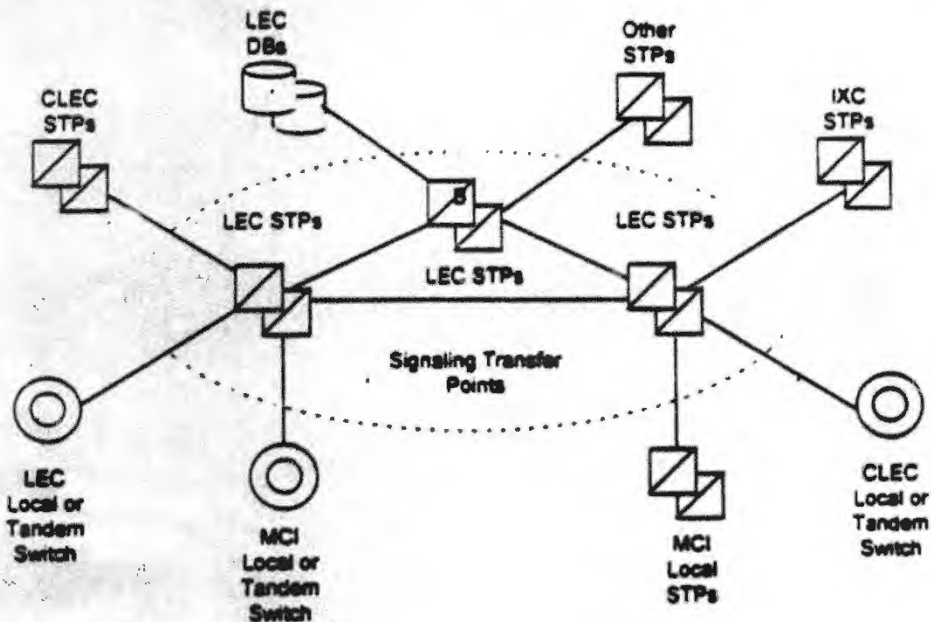 LEC
DBs
Other
STPs
CLEC
STPs
IXC
STPs
S
LEC STPs
LEC STPs
LEC STPs
Signaling Transfer
Points
LEC
Local or
Tandem
Switch
MCI
Local or
Tandem
Switch
MCI
Local
STPs
CLEC
Local or
Tandem
Switch